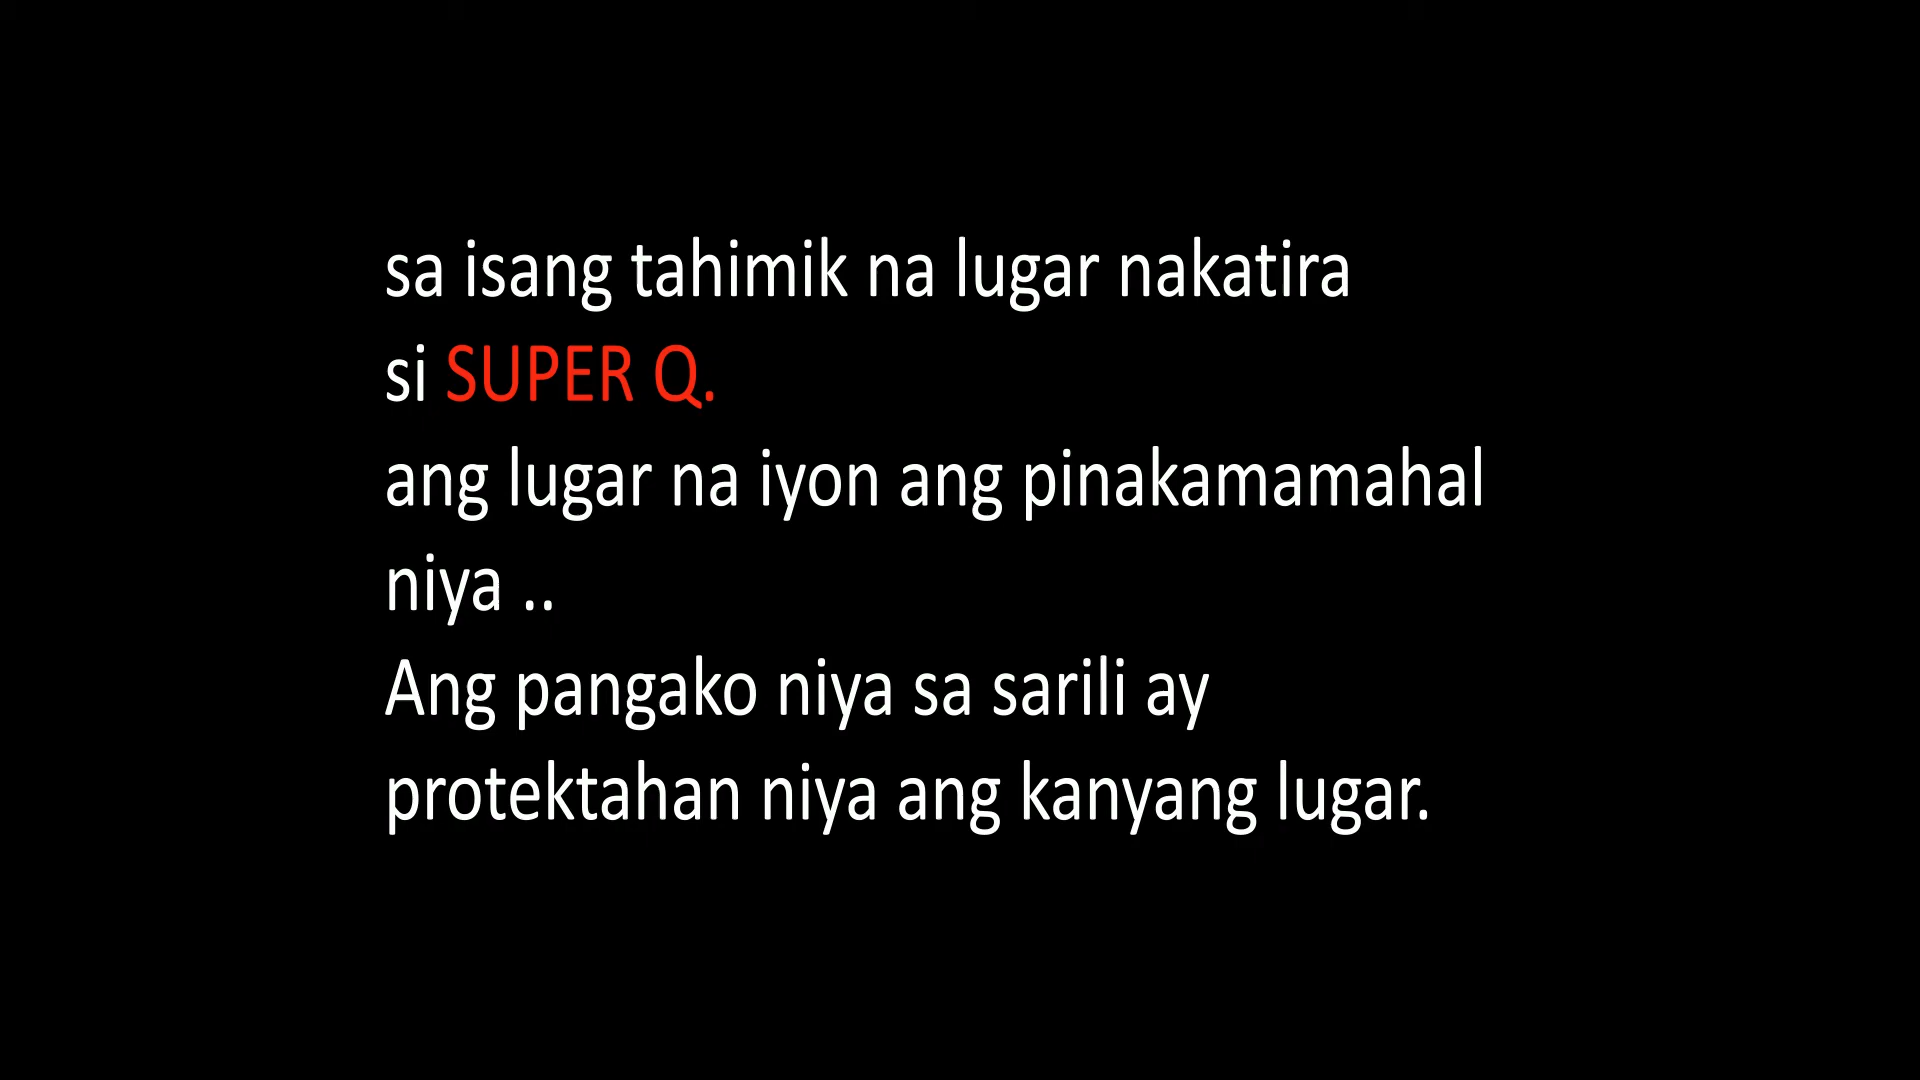 sa isang tahimik na lugar nakatira
si SUPER Q.
ang lugar na iyon ang pinakamamahal
niya ..
Ang pangako niya sa sarili ay
protektahan niya ang kanyang lugar.